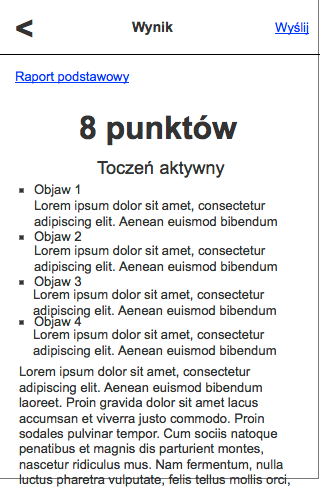 <
Wynik
Wyślij
Raport podstawowy
8 punktów
Toczeń aktywny
Objaw 1
Lorem ipsum dolor sit amet, consectetur
adipiscing elit. Aenean euismod bibendum
Objaw 2
Lorem ipsum dolor sit amet, consectetur
adipiscing elit. Aenean euismod bibendum
Objaw 3
Lorem ipsum dolor sit amet, consectetur
adipiscing elit. Aenean euismod bibendum
Objaw 4
Lorem ipsum dolor sit amet, consectetur
adipiscing elit. Aenean euismod bibendum
Lorem ipsum dolor sit amet, consectetur
adipiscing elit. Aenean euismod bibendum
laoreet. Proin gravida dolor sit amet lacus
accumsan et viverra justo commodo. Proin
sodales pulvinar tempor. Cum sociis natoque
penatibus et magnis dis parturient montes,
nascetur ridiculus mus. Nam fermentum, nulla
luctus pharetra vulputate, felis tellus mollis orci,